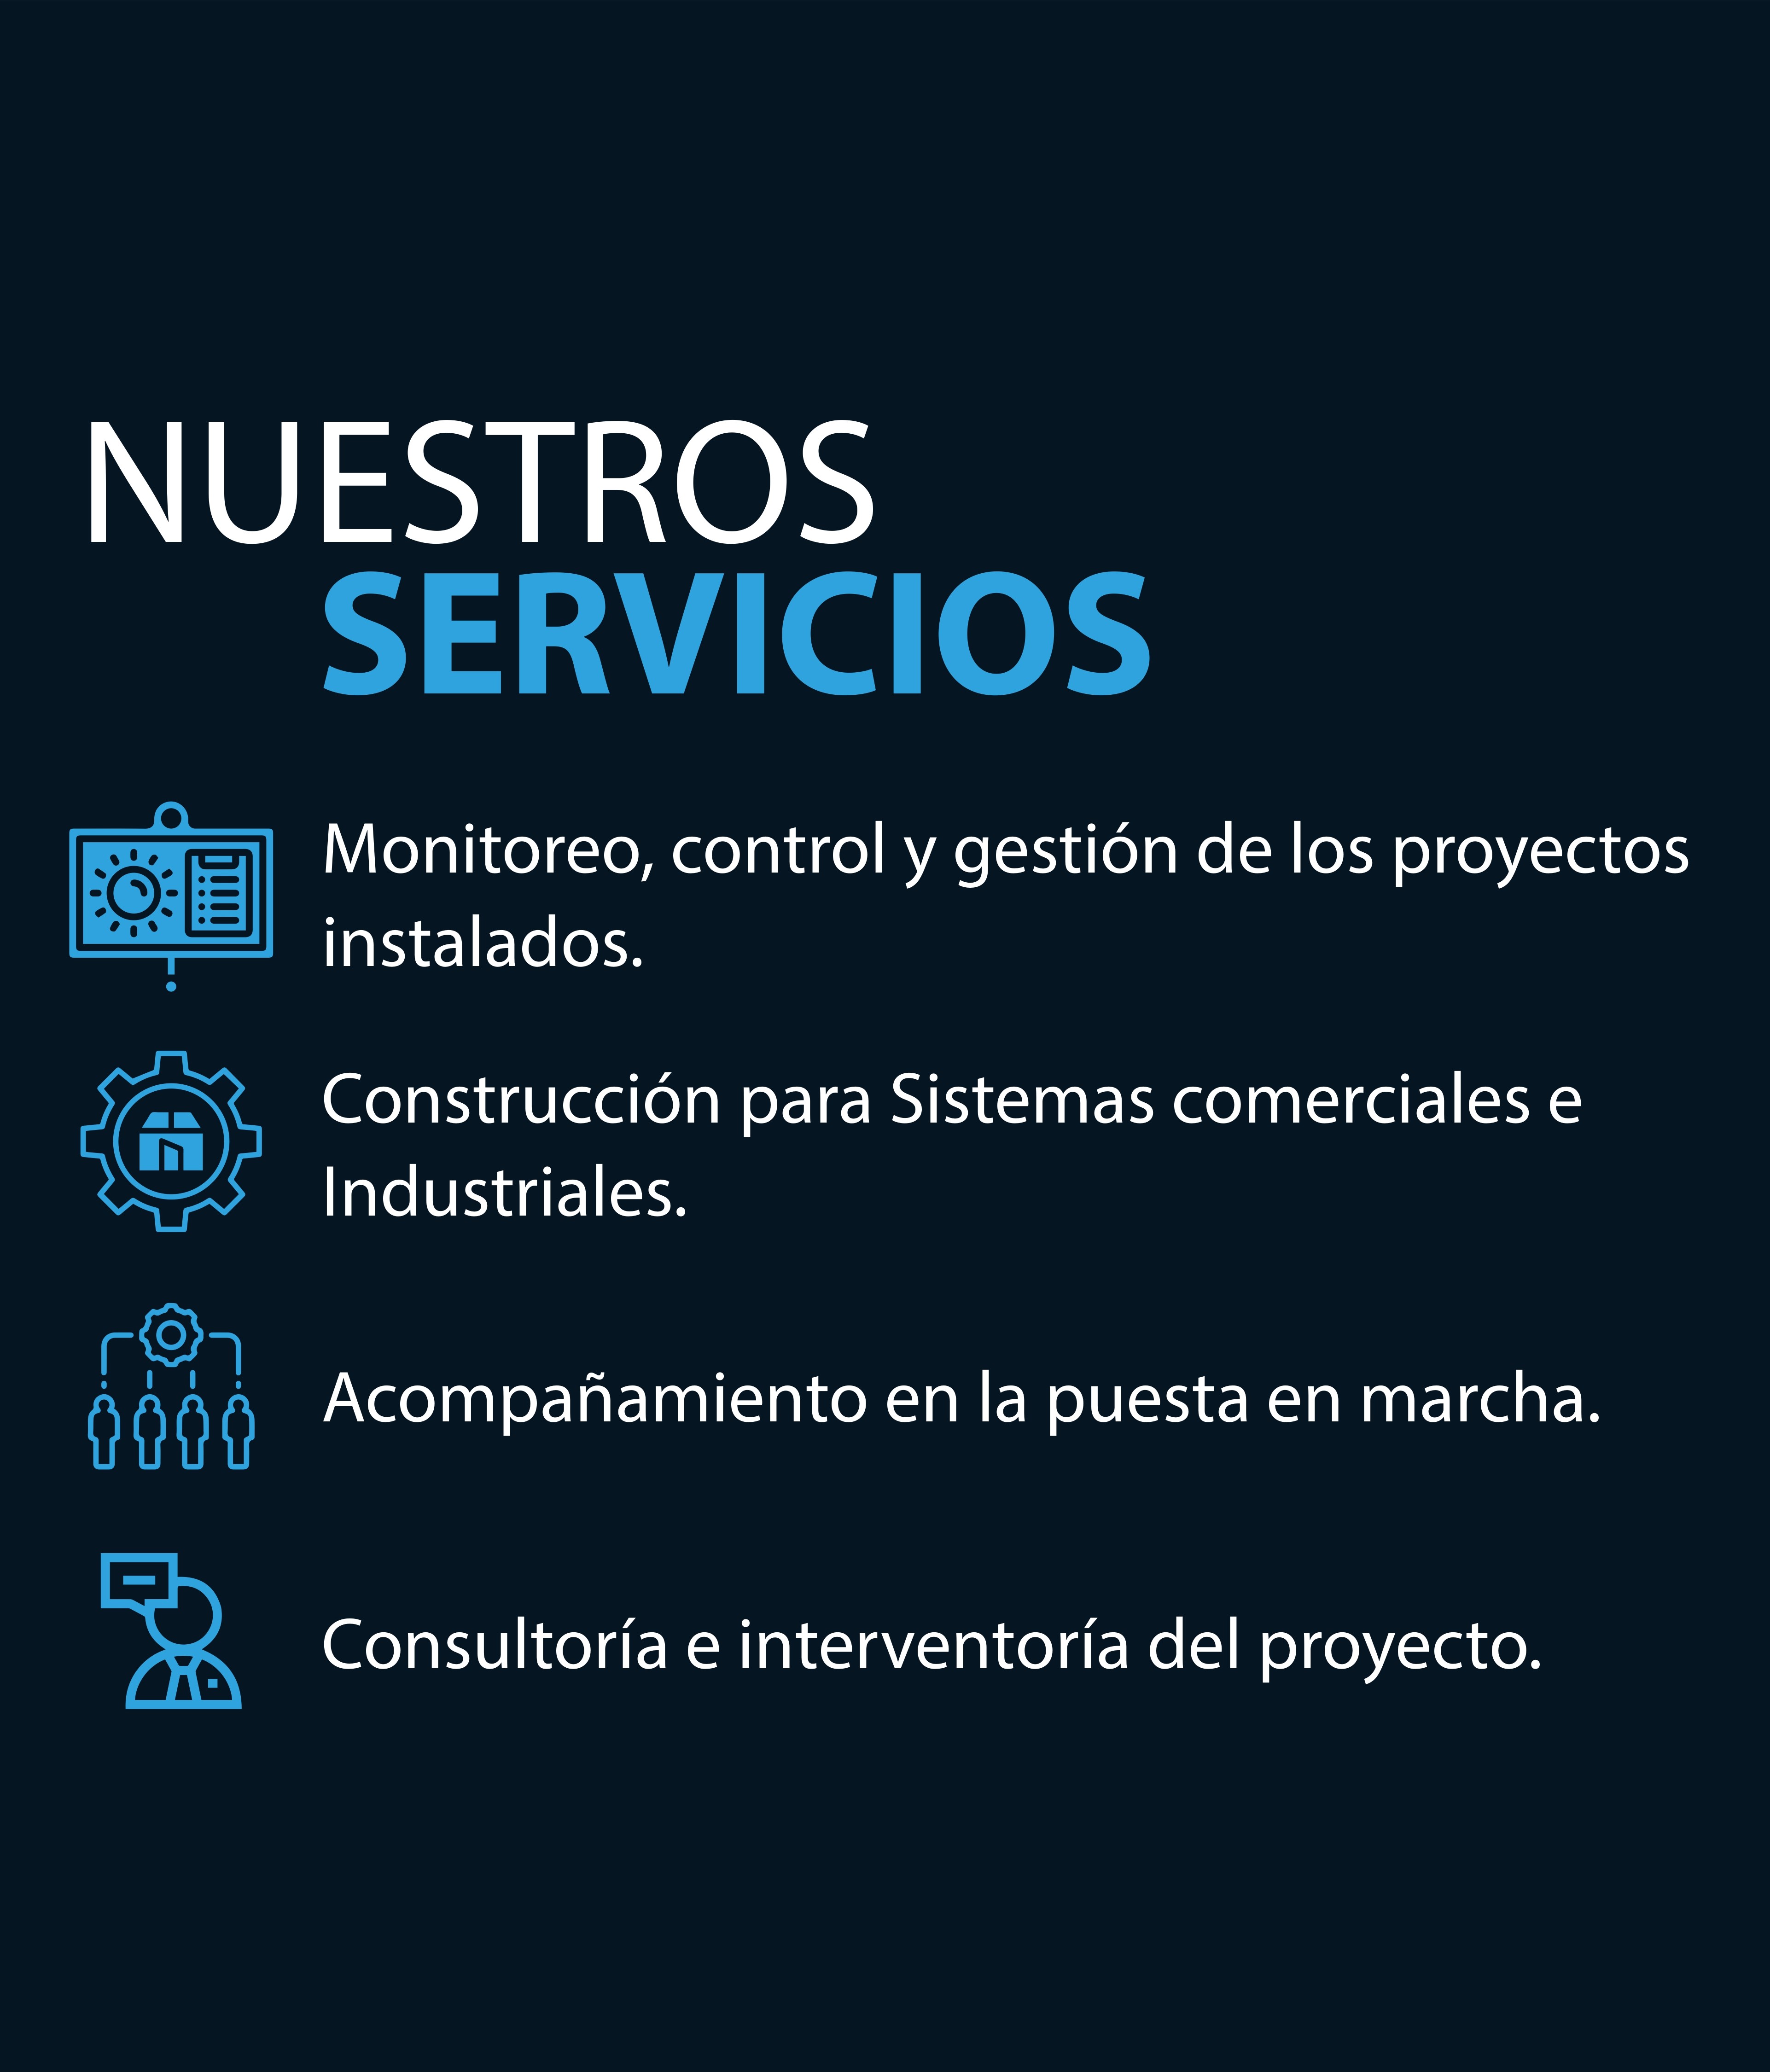 NUESTROS
SERVICIOS
Monitoreo, control y gestión de los proyectos
instalados.
Construcción para Sistemas comerciales e
Industriales.
Acompañamiento en la puesta en marcha.
Consultoría e interventoría del proyecto.